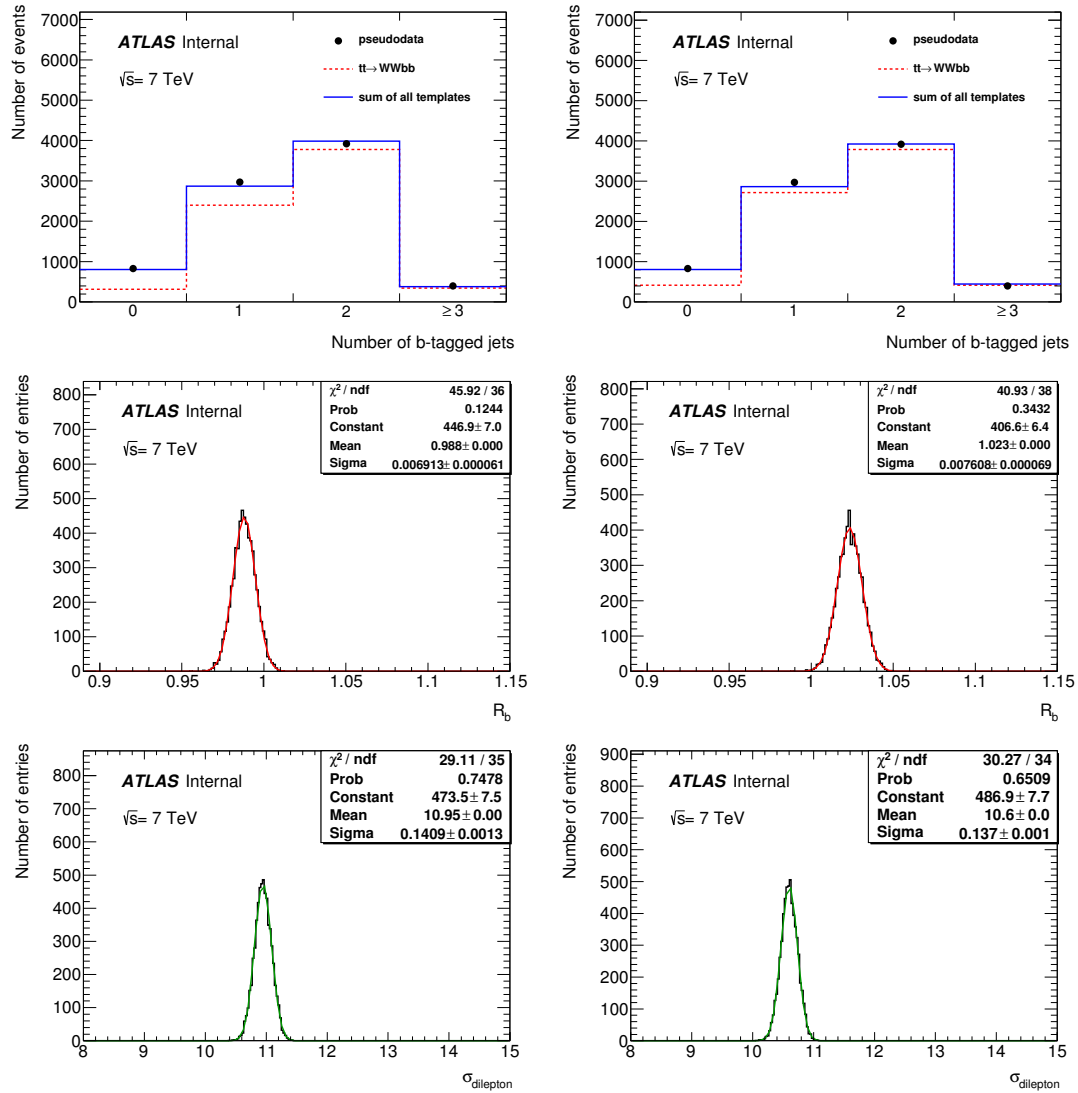 Number of events
7000
6000
5000
4000
3000
2000
1000
0
ATLAS Internal
√s= 7 TeV
pseudodata
tt→WWbb
sum of all templates
0 1 2 ≥3
Number of b-tagged jets
Number of events
7000
6000
5000
4000
3000
2000
1000
0
ATLAS Internal
√s= 7 TeV
pseudodata
tt→WWbb
sum of all templates
0 1 2 ≥3
Number of b-tagged jets
Number of entries
800
700
600
500
400
300
200
100
0
ATLAS Internal
√s= 7 TeV
χ² / ndf 45.92 / 36
Prob 0.1244
Constant 446.9± 7.0
Mean 0.988± 0.000
Sigma 0.006913± 0.000061
0.9 0.95 1 1.05 1.1 1.15
R_b
Number of entries
800
700
600
500
400
300
200
100
0
ATLAS Internal
√s= 7 TeV
χ² / ndf 40.93 / 38
Prob 0.3432
Constant 406.6± 6.4
Mean 1.023± 0.000
Sigma 0.007608± 0.000069
0.9 0.95 1 1.05 1.1 1.15
R_b
Number of entries
800
700
600
500
400
300
200
100
0
ATLAS Internal
√s= 7 TeV
χ² / ndf 29.11 / 35
Prob 0.7478
Constant 473.5± 7.5
Mean 10.95± 0.00
Sigma 0.1409± 0.0013
8 9 10 11 12 13 14 15
σ_dilepton
Number of entries
900
800
700
600
500
400
300
200
100
0
ATLAS Internal
√s= 7 TeV
χ² / ndf 30.27 / 34
Prob 0.6509
Constant 486.9± 7.7
Mean 10.6± 0.0
Sigma 0.137± 0.001
8 9 10 11 12 13 14 15
σ_dilepton